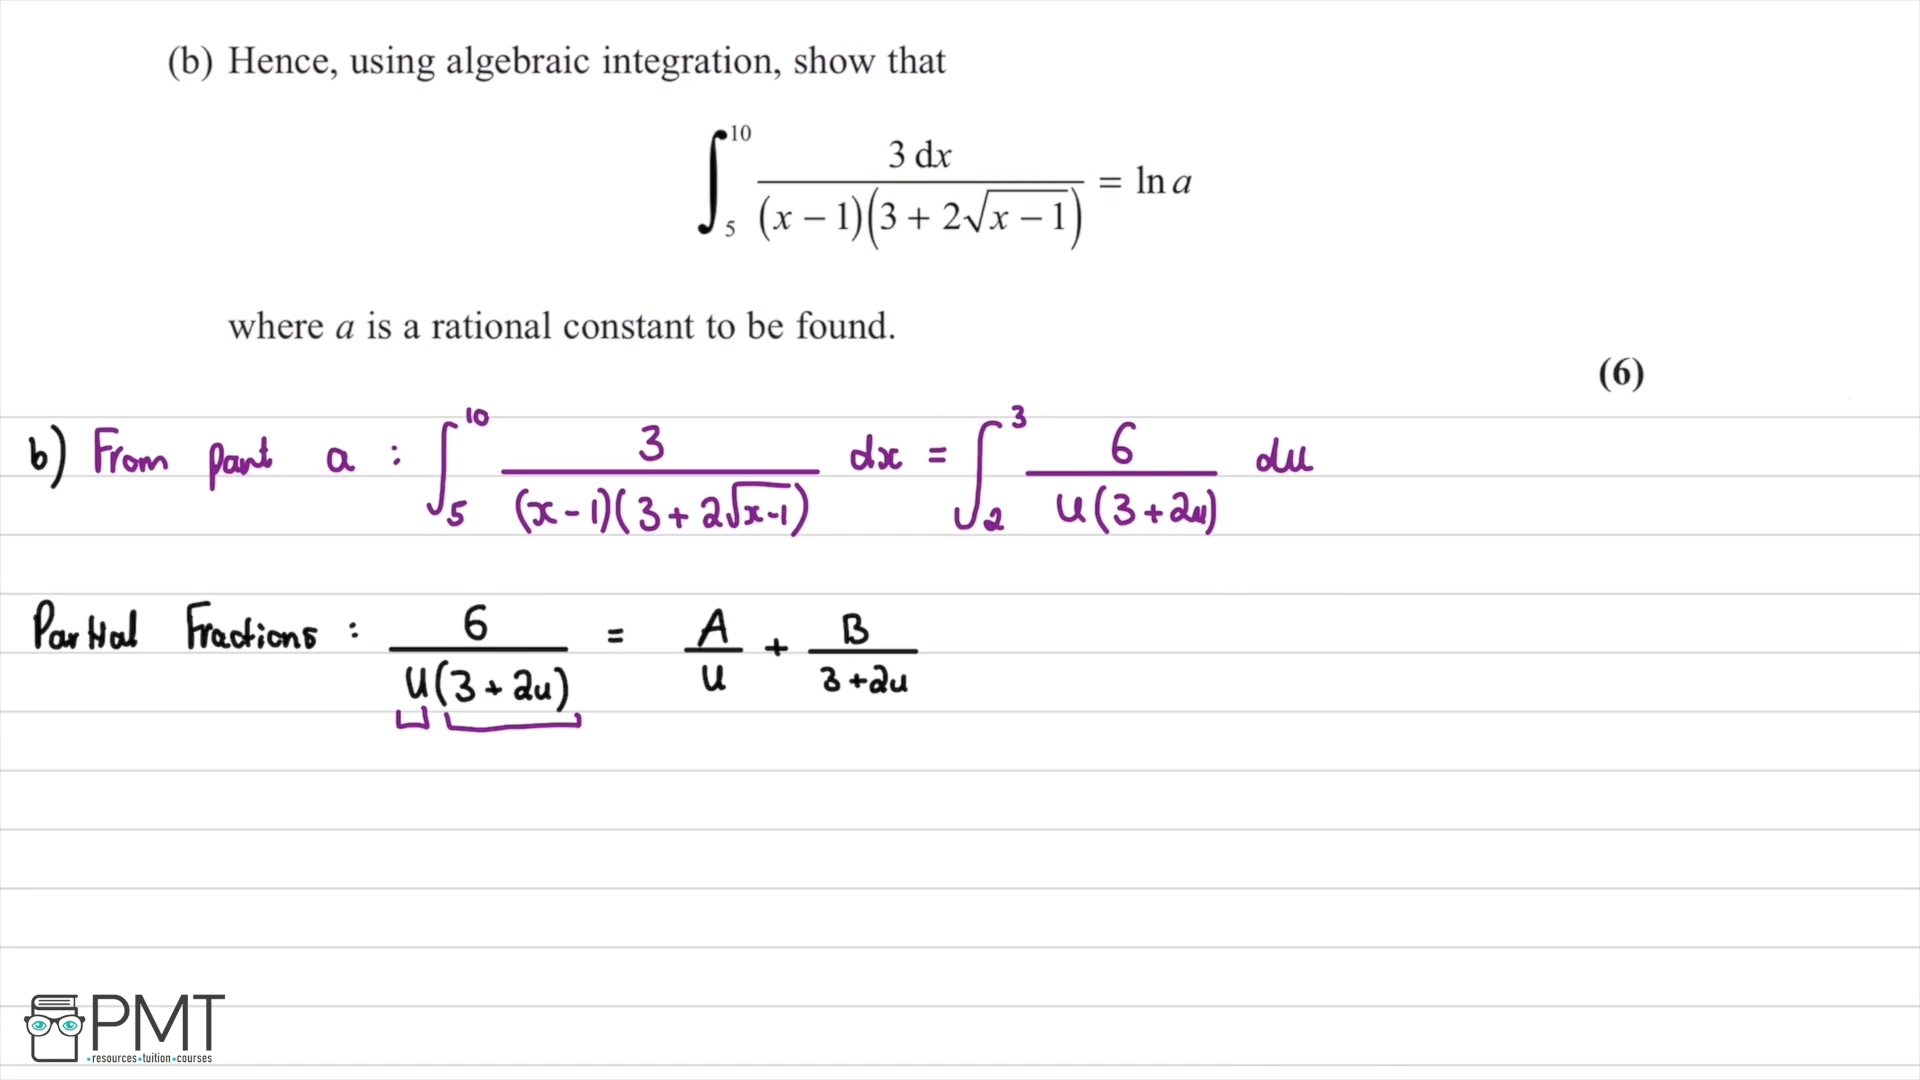 (b) Hence, using algebraic integration, show that
∫₅¹⁰ 3 dx / (x − 1)(3 + 2√(x − 1)) = ln a
where a is a rational constant to be found.
(6)
b) From part a : ∫₅¹⁰ 3 / (x-1)(3+2√(x-1)) dx = ∫₂³ 6 / u(3+2u) du
Partial Fractions : 6 / u(3+2u) = A / u + B / 3+2u
PMT
•resources•tuition•courses